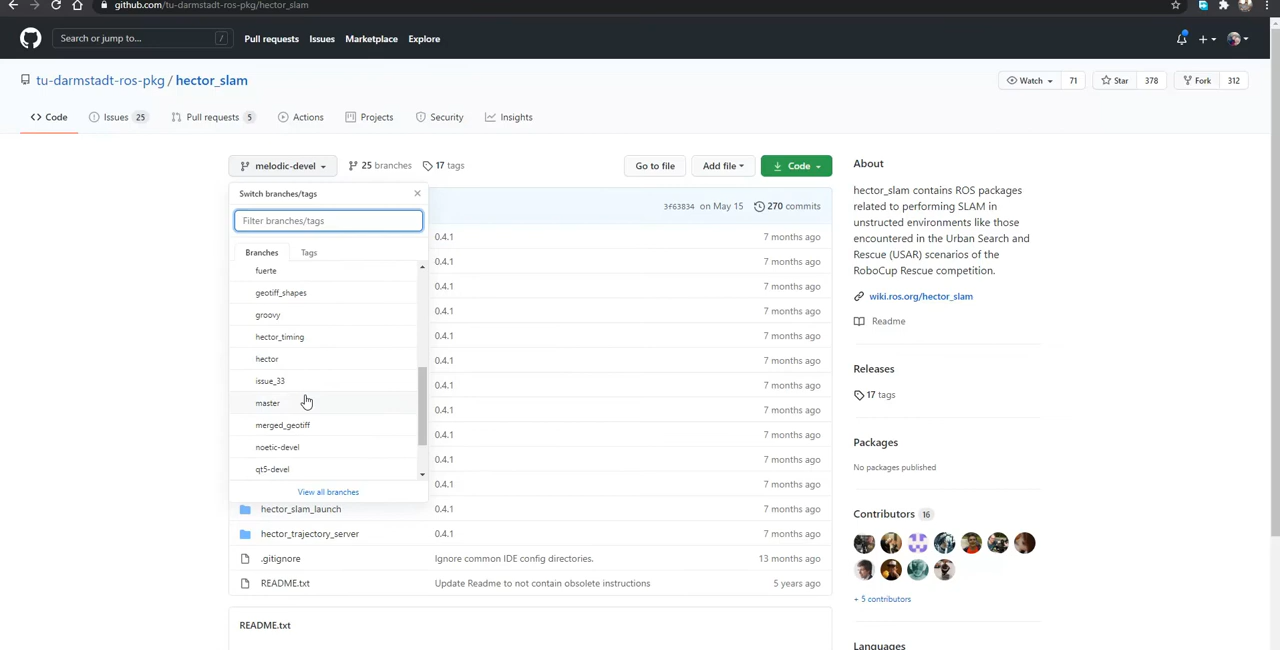 github.com/tu-darmstadt-ros-pkg/hector_slam
Search or jump to... / Pull requests Issues Marketplace Explore
tu-darmstadt-ros-pkg / hector_slam Watch 71 Star 378 Fork 312
Code Issues 25 Pull requests 5 Actions Projects Security Insights
melodic-devel 25 branches 17 tags Go to file Add file Code
Switch branches/tags
Filter branches/tags
Branches Tags
fuerte
geotiff_shapes
groovy
hector_timing
hector
issue_33
master
merged_geotiff
noetic-devel
qt5-devel
View all branches
3f63834 on May 15 270 commits
0.4.1 7 months ago
0.4.1 7 months ago
0.4.1 7 months ago
0.4.1 7 months ago
0.4.1 7 months ago
0.4.1 7 months ago
0.4.1 7 months ago
0.4.1 7 months ago
0.4.1 7 months ago
0.4.1 7 months ago
0.4.1 7 months ago
hector_slam_launch 0.4.1 7 months ago
hector_trajectory_server 0.4.1 7 months ago
.gitignore Ignore common IDE config directories. 13 months ago
README.txt Update Readme to not contain obsolete instructions 5 years ago
README.txt
About
hector_slam contains ROS packages
related to performing SLAM in
unstructed environments like those
encountered in the Urban Search and
Rescue (USAR) scenarios of the
RoboCup Rescue competition.
wiki.ros.org/hector_slam
Readme
Releases
17 tags
Packages
No packages published
Contributors 16
+ 5 contributors
Languages